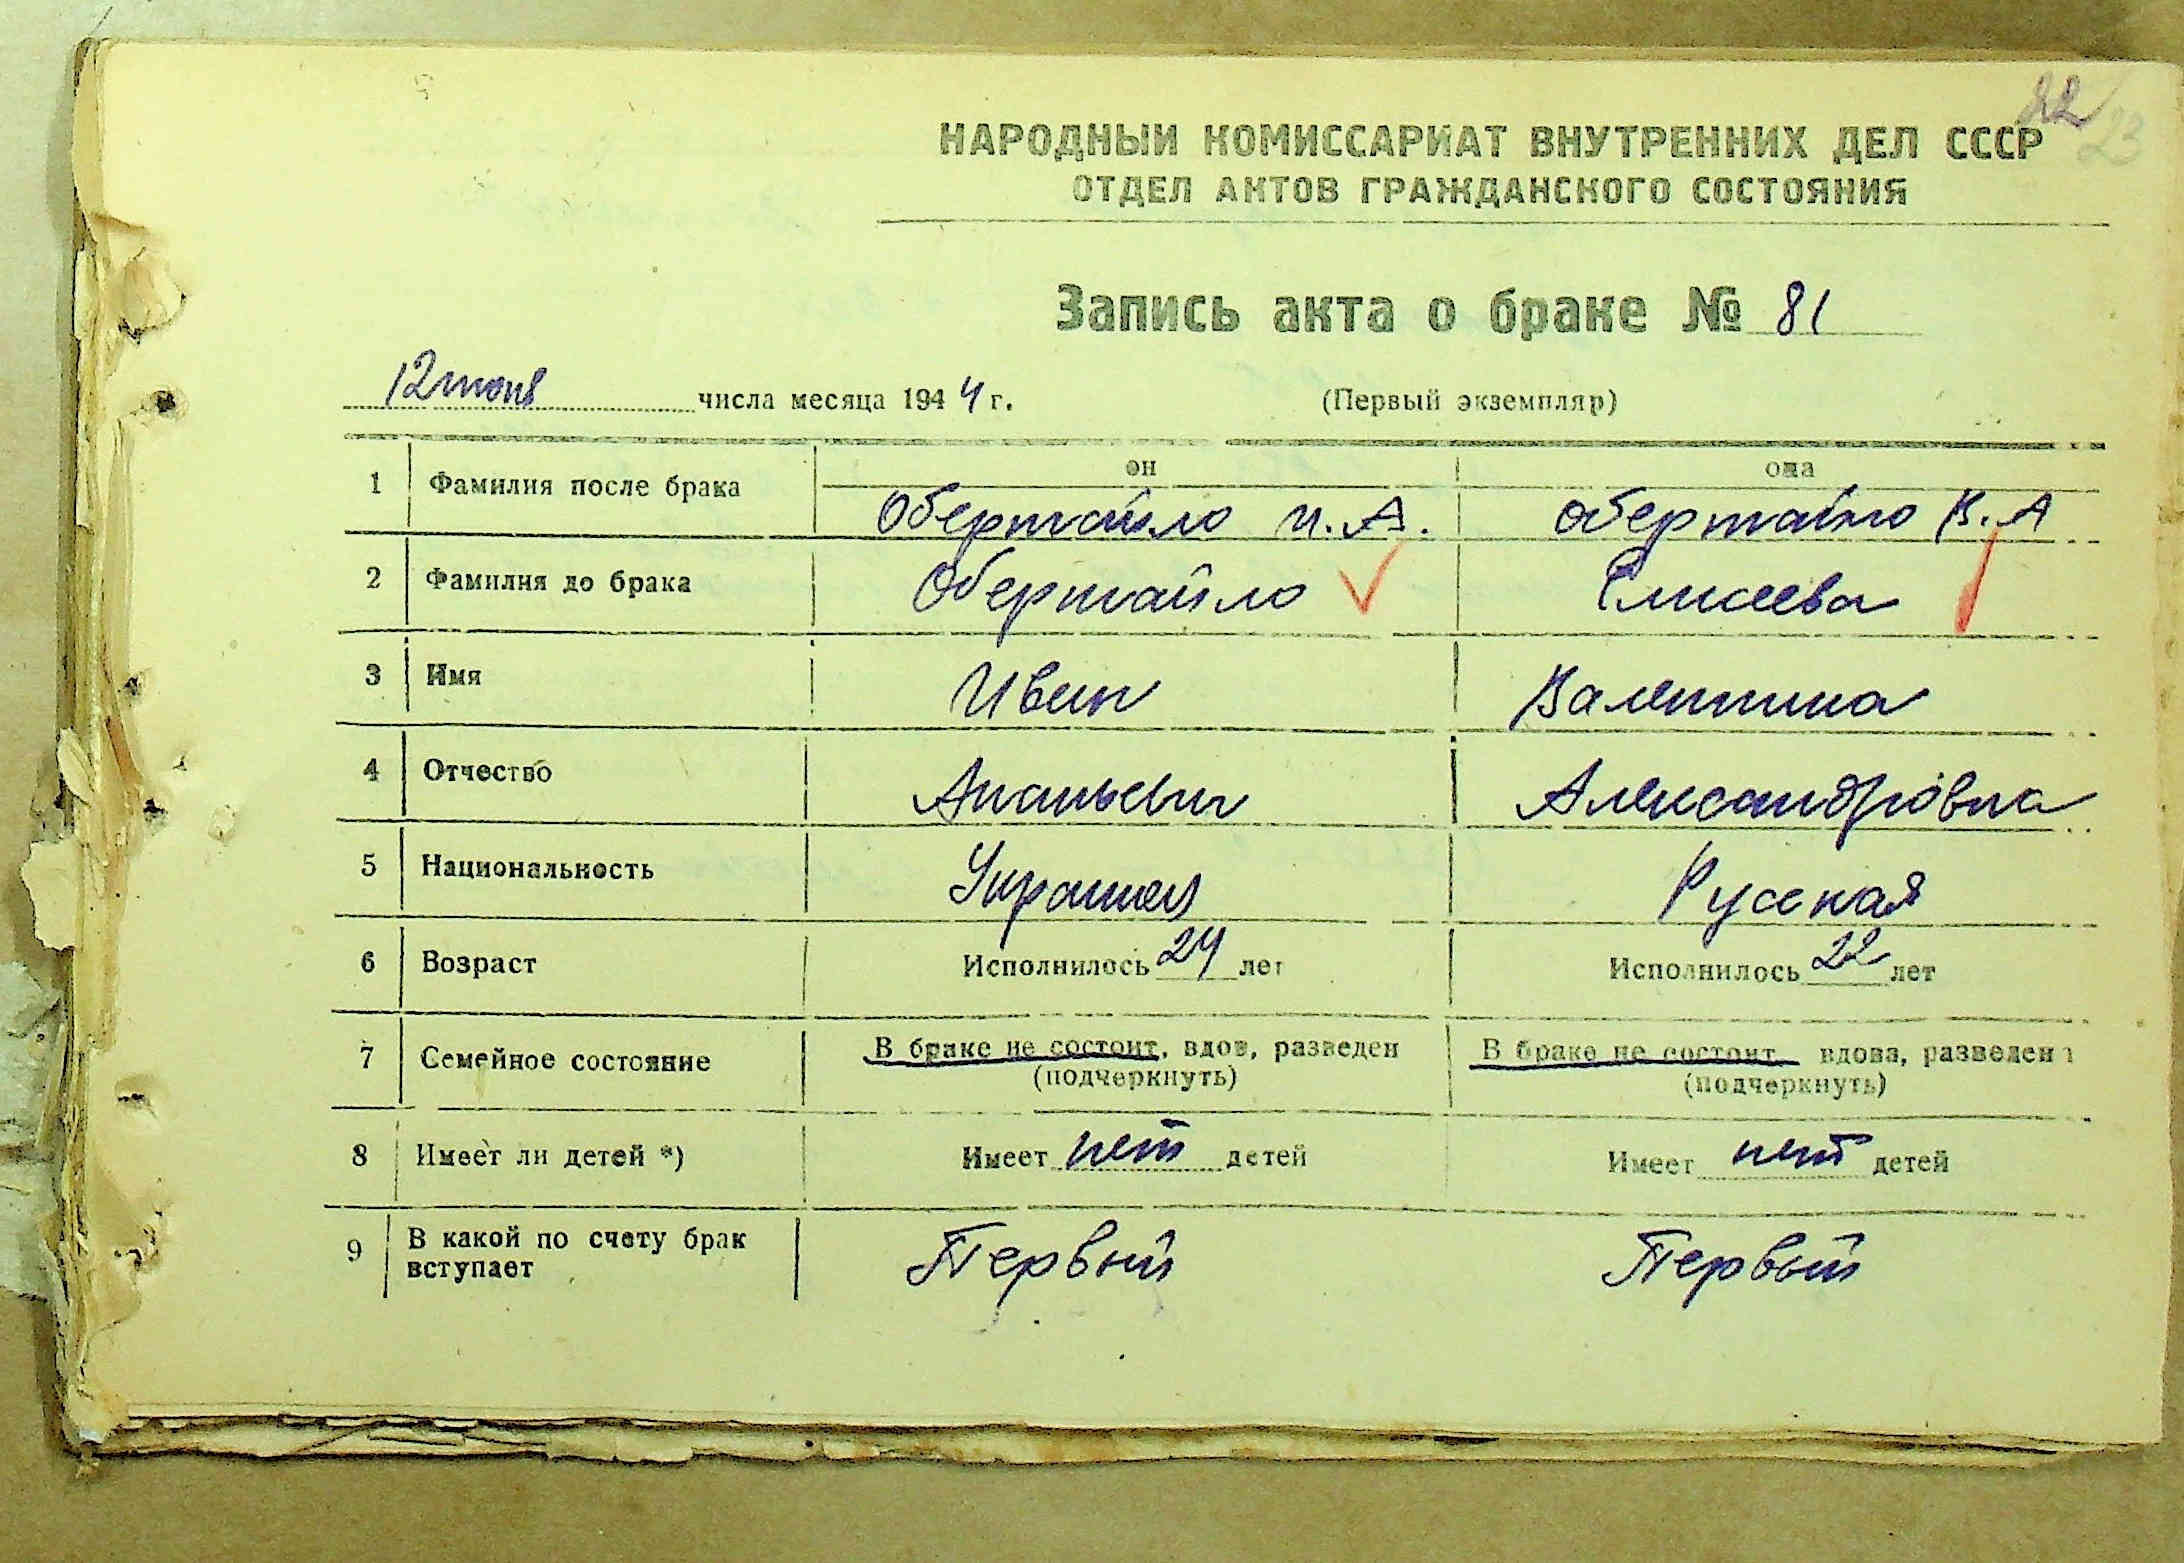 22 23
НАРОДНЫЙ КОМИССАРИАТ ВНУТРЕННИХ ДЕЛ СССР
ОТДЕЛ АКТОВ ГРАЖДАНСКОГО СОСТОЯНИЯ
Запись акта о браке № 81
12 июня числа месяца 1944 г. (Первый экземпляр)
он она
1 Фамилия после брака Обертайло И.А. Обертайло В.А
2 Фамилия до брака Обертайло Елисеева
3 Имя Иван Валентина
4 Отчество Ананьевич Александровна
5 Национальность Украинец Русская
6 Возраст Исполнилось 24 лет Исполнилось 22 лет
7 Семейное состояние В браке не состоит, вдов, разведен В браке не состоит, вдова, разведена
(подчеркнуть) (подчеркнуть)
8 Имеет ли детей *) Имеет нет детей Имеет нет детей
9 В какой по счету брак вступает Первый Первый